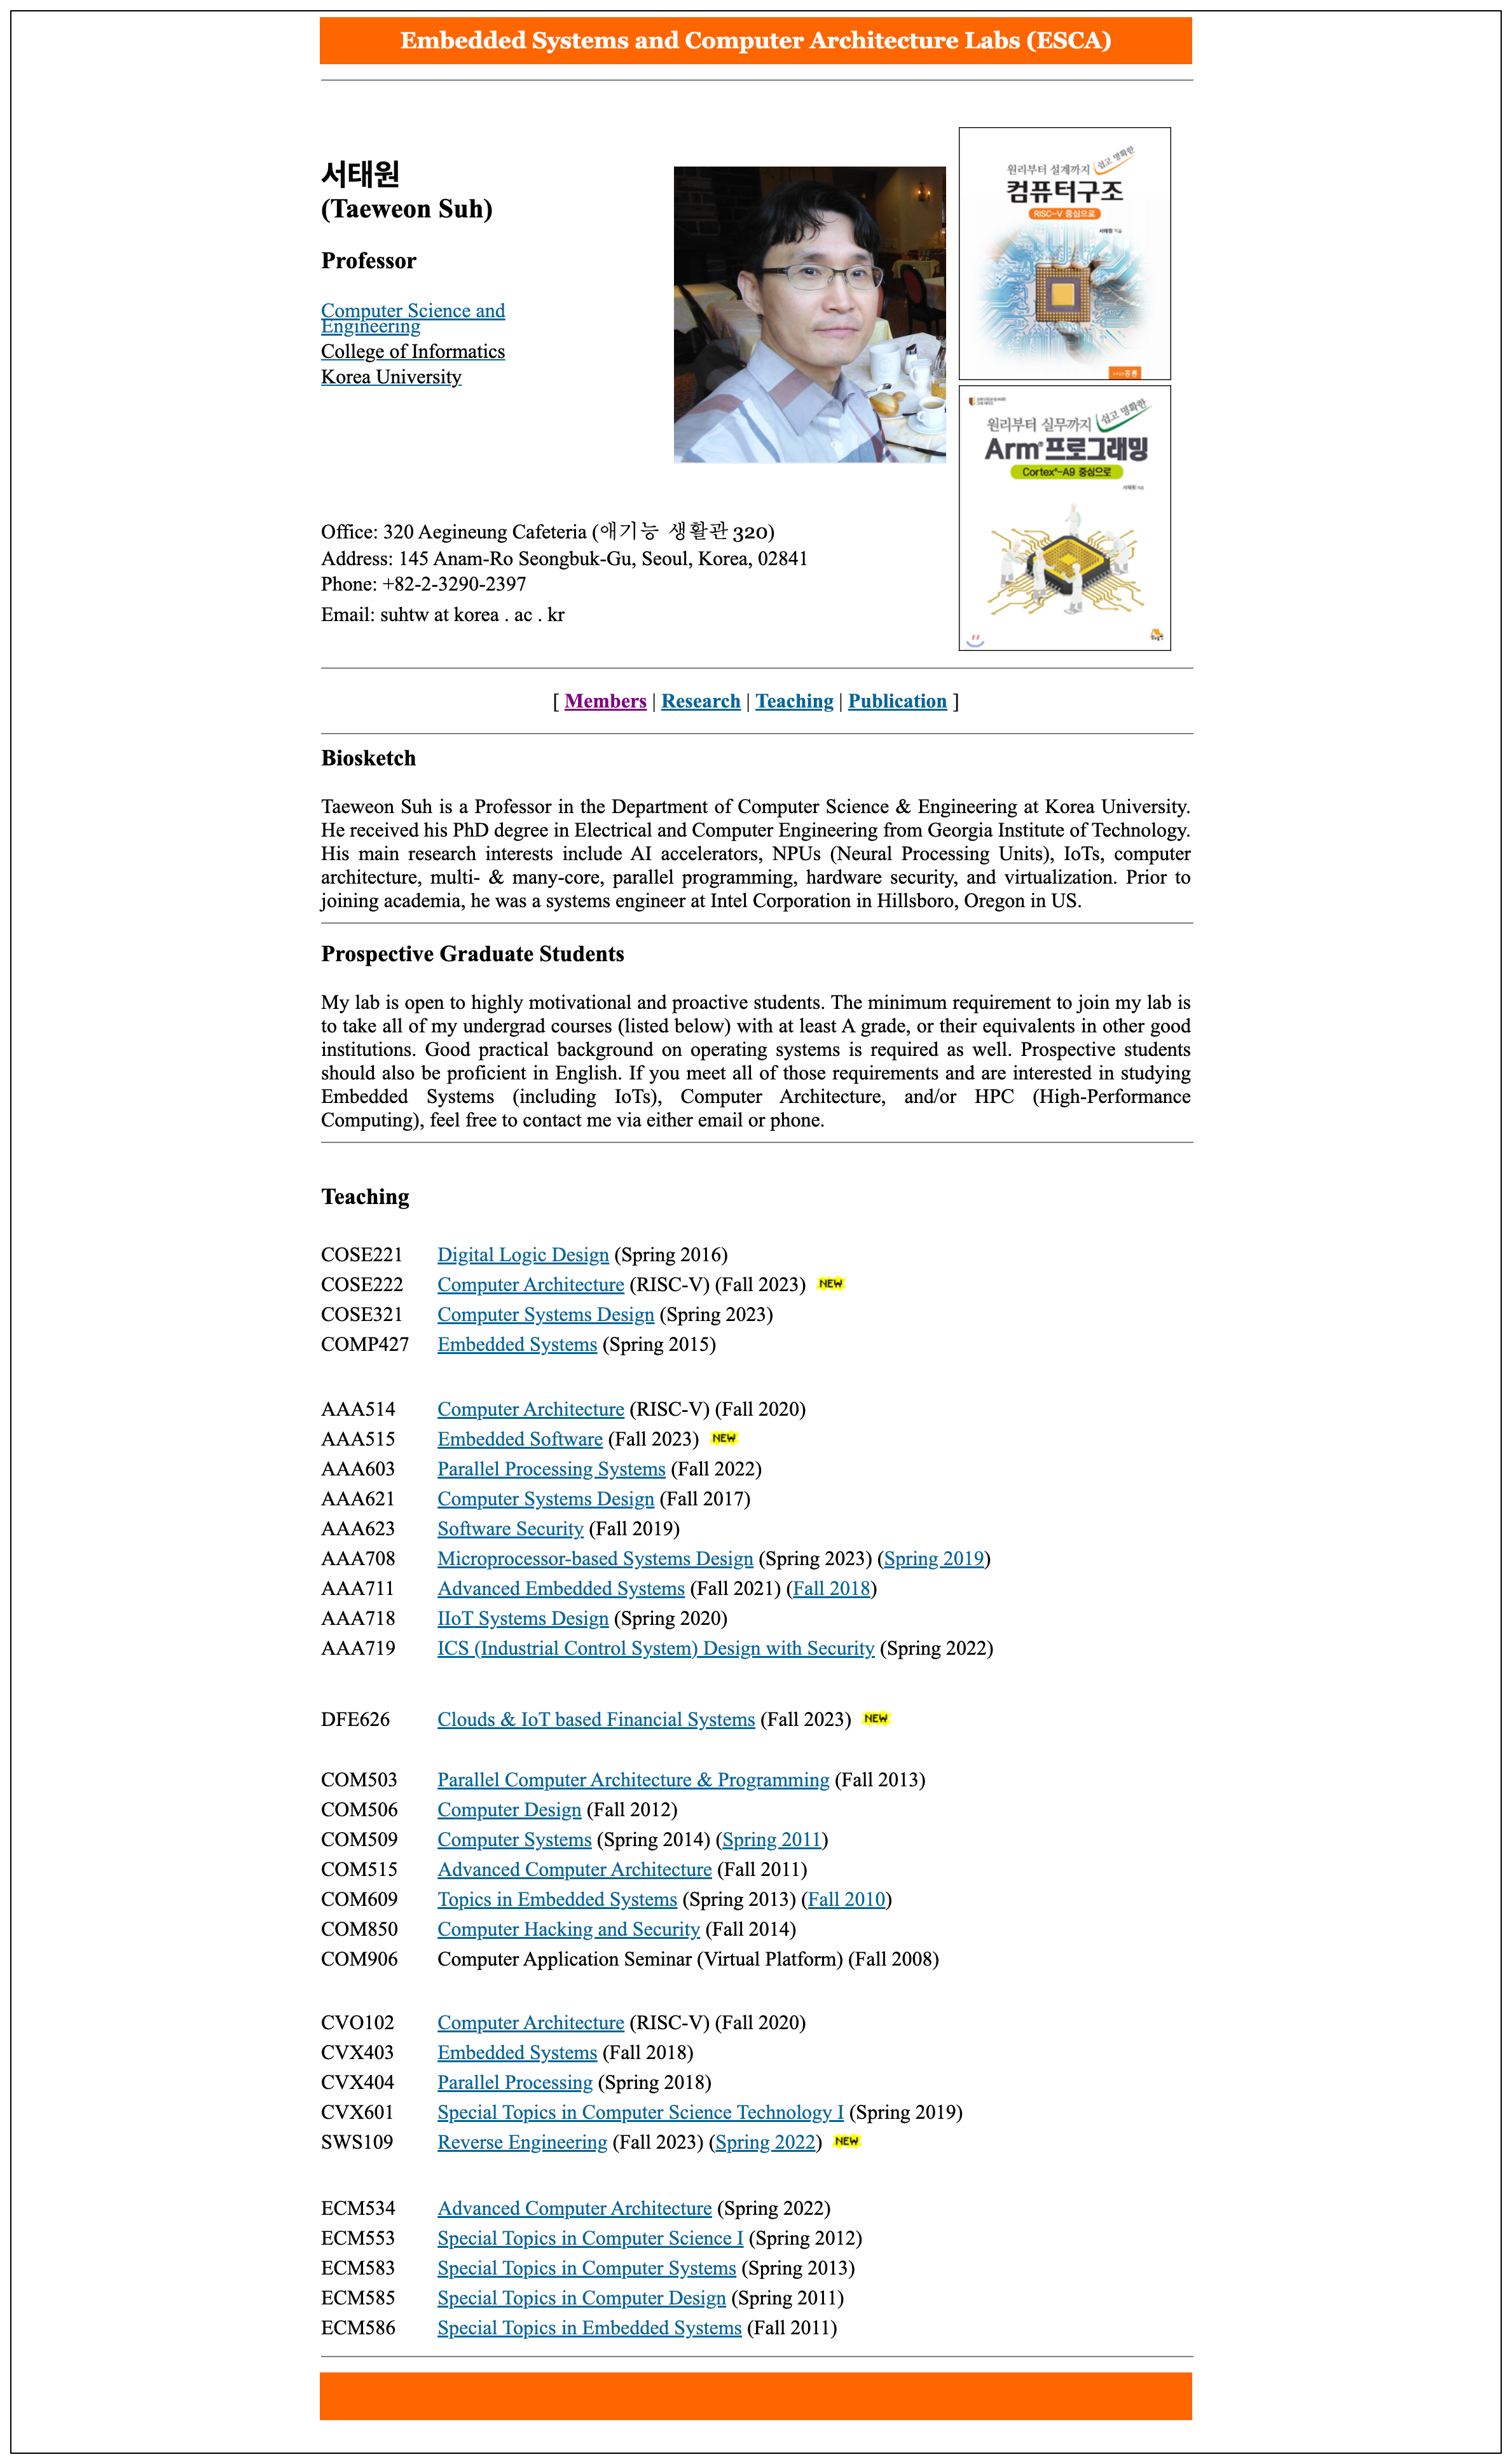 Embedded Systems and Computer Architecture Labs (ESCA)
서태원
(Taeweon Suh)
Professor
Computer Science and
Engineering
College of Informatics
Korea University
원리부터 설계까지 쉽고 명확한
컴퓨터구조
RISC-V 중심으로
서태원 지음
원리부터 실무까지 쉽고 명확한
Arm® 프로그래밍
Cortex®-A9 중심으로
서태원 지음
Office: 320 Aegineung Cafeteria (애기능 생활관 320)
Address: 145 Anam-Ro Seongbuk-Gu, Seoul, Korea, 02841
Phone: +82-2-3290-2397
Email: suhtw at korea . ac . kr
[ Members | Research | Teaching | Publication ]
Biosketch
Taeweon Suh is a Professor in the Department of Computer Science & Engineering at Korea University.
He received his PhD degree in Electrical and Computer Engineering from Georgia Institute of Technology.
His main research interests include AI accelerators, NPUs (Neural Processing Units), IoTs, computer
architecture, multi- & many-core, parallel programming, hardware security, and virtualization. Prior to
joining academia, he was a systems engineer at Intel Corporation in Hillsboro, Oregon in US.
Prospective Graduate Students
My lab is open to highly motivational and proactive students. The minimum requirement to join my lab is
to take all of my undergrad courses (listed below) with at least A grade, or their equivalents in other good
institutions. Good practical background on operating systems is required as well. Prospective students
should also be proficient in English. If you meet all of those requirements and are interested in studying
Embedded Systems (including IoTs), Computer Architecture, and/or HPC (High-Performance
Computing), feel free to contact me via either email or phone.
Teaching
COSE221 Digital Logic Design (Spring 2016)
COSE222 Computer Architecture (RISC-V) (Fall 2023) NEW
COSE321 Computer Systems Design (Spring 2023)
COMP427 Embedded Systems (Spring 2015)
AAA514 Computer Architecture (RISC-V) (Fall 2020)
AAA515 Embedded Software (Fall 2023) NEW
AAA603 Parallel Processing Systems (Fall 2022)
AAA621 Computer Systems Design (Fall 2017)
AAA623 Software Security (Fall 2019)
AAA708 Microprocessor-based Systems Design (Spring 2023) (Spring 2019)
AAA711 Advanced Embedded Systems (Fall 2021) (Fall 2018)
AAA718 IIoT Systems Design (Spring 2020)
AAA719 ICS (Industrial Control System) Design with Security (Spring 2022)
DFE626 Clouds & IoT based Financial Systems (Fall 2023) NEW
COM503 Parallel Computer Architecture & Programming (Fall 2013)
COM506 Computer Design (Fall 2012)
COM509 Computer Systems (Spring 2014) (Spring 2011)
COM515 Advanced Computer Architecture (Fall 2011)
COM609 Topics in Embedded Systems (Spring 2013) (Fall 2010)
COM850 Computer Hacking and Security (Fall 2014)
COM906 Computer Application Seminar (Virtual Platform) (Fall 2008)
CVO102 Computer Architecture (RISC-V) (Fall 2020)
CVX403 Embedded Systems (Fall 2018)
CVX404 Parallel Processing (Spring 2018)
CVX601 Special Topics in Computer Science Technology I (Spring 2019)
SWS109 Reverse Engineering (Fall 2023) (Spring 2022) NEW
ECM534 Advanced Computer Architecture (Spring 2022)
ECM553 Special Topics in Computer Science I (Spring 2012)
ECM583 Special Topics in Computer Systems (Spring 2013)
ECM585 Special Topics in Computer Design (Spring 2011)
ECM586 Special Topics in Embedded Systems (Fall 2011)